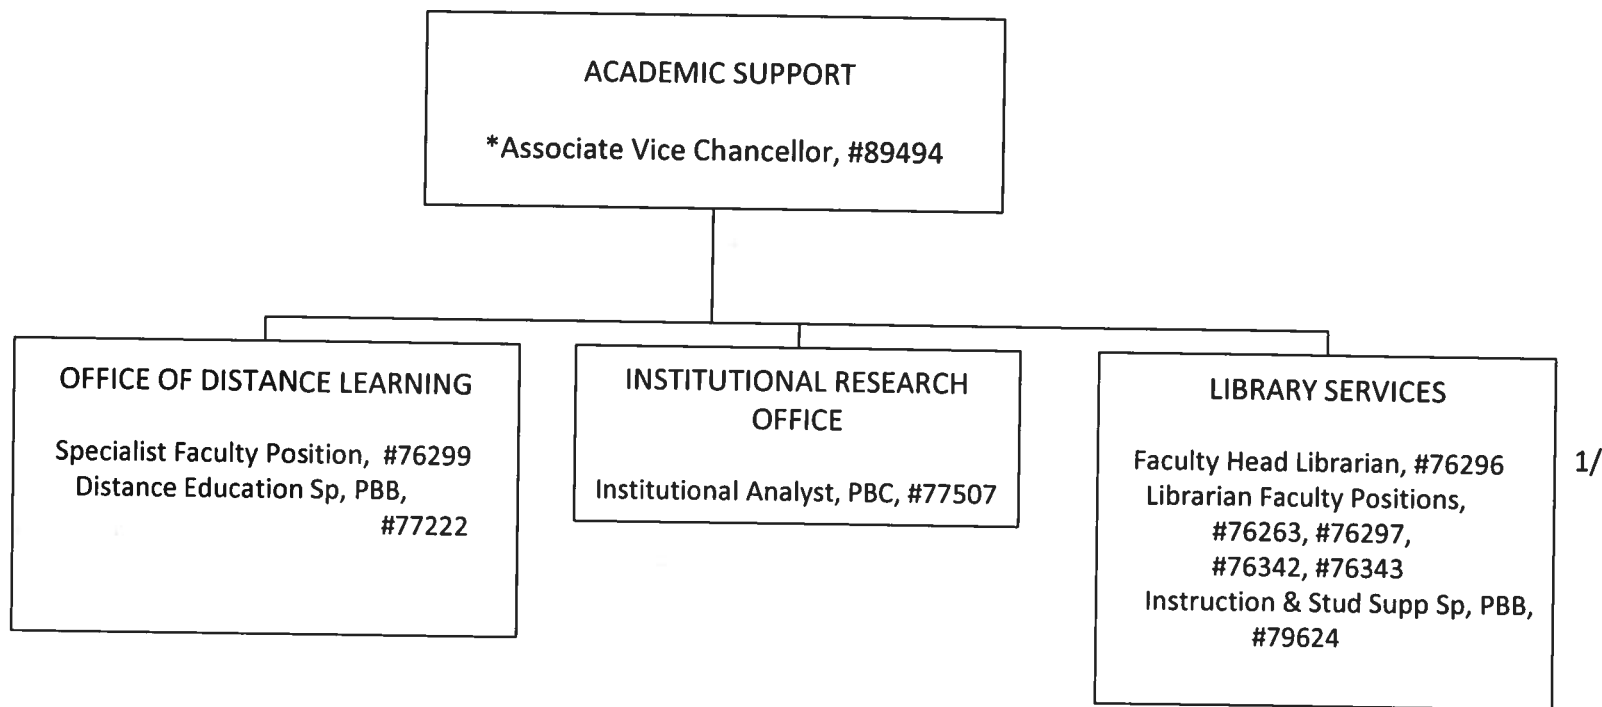 ACADEMIC SUPPORT
*Associate Vice Chancellor, #89494
OFFICE OF DISTANCE LEARNING
Specialist Faculty Position, #76299
Distance Education Sp, PBB,
#77222
INSTITUTIONAL RESEARCH
OFFICE
Institutional Analyst, PBC, #77507
LIBRARY SERVICES
Faculty Head Librarian, #76296
Librarian Faculty Positions,
#76263, #76297,
#76342, #76343
Instruction & Stud Supp Sp, PBB,
#79624
1/